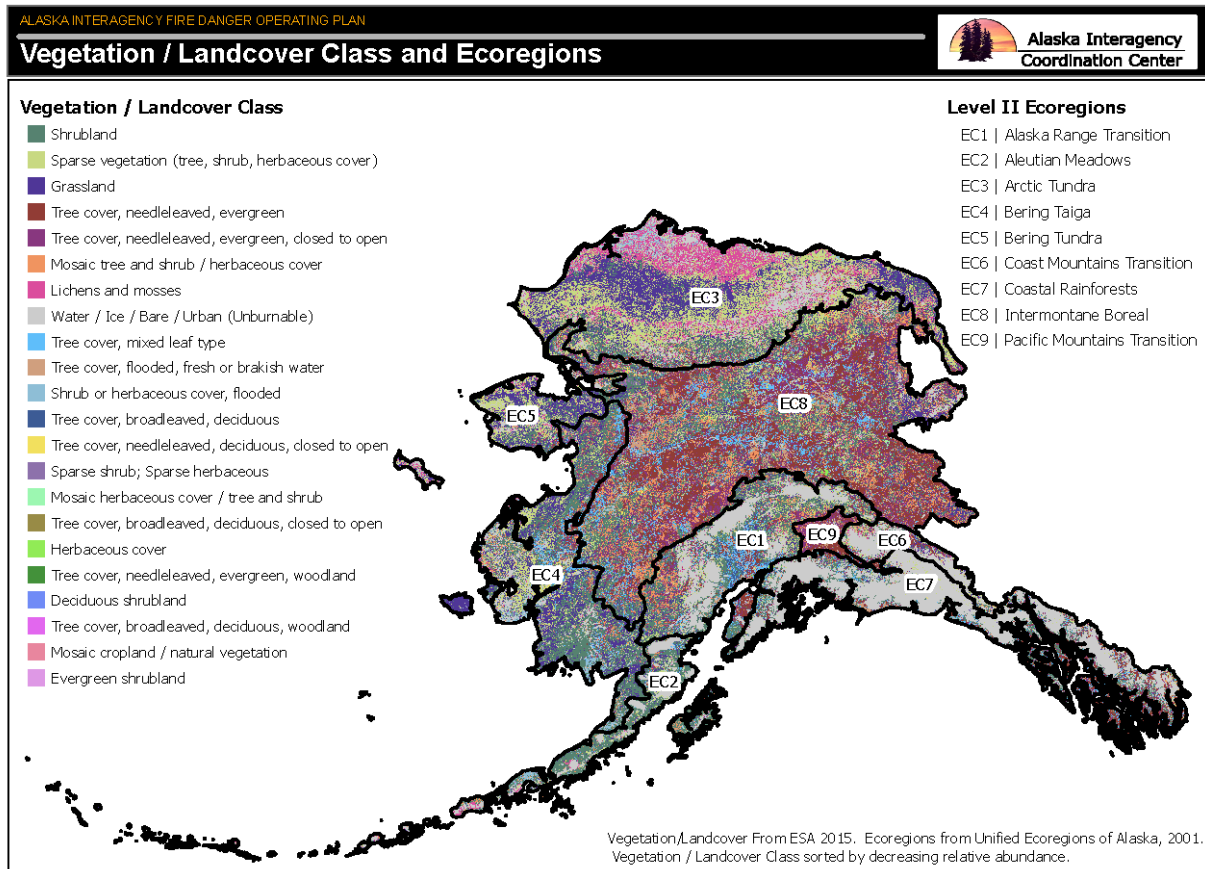 ALASKA INTERAGENCY FIRE DANGER OPERATING PLAN
Vegetation / Landcover Class and Ecoregions
Alaska Interagency
Coordination Center
Vegetation / Landcover Class
Shrubland
Sparse vegetation (tree, shrub, herbaceous cover)
Grassland
Tree cover, needleleaved, evergreen
Tree cover, needleleaved, evergreen, closed to open
Mosaic tree and shrub / herbaceous cover
Lichens and mosses
Water / Ice / Bare / Urban (Unburnable)
Tree cover, mixed leaf type
Tree cover, flooded, fresh or brakish water
Shrub or herbaceous cover, flooded
Tree cover, broadleaved, deciduous
Tree cover, needleleaved, deciduous, closed to open
Sparse shrub; Sparse herbaceous
Mosaic herbaceous cover / tree and shrub
Tree cover, broadleaved, deciduous, closed to open
Herbaceous cover
Tree cover, needleleaved, evergreen, woodland
Deciduous shrubland
Tree cover, broadleaved, deciduous, woodland
Mosaic cropland / natural vegetation
Evergreen shrubland
Level II Ecoregions
EC1 | Alaska Range Transition
EC2 | Aleutian Meadows
EC3 | Arctic Tundra
EC4 | Bering Taiga
EC5 | Bering Tundra
EC6 | Coast Mountains Transition
EC7 | Coastal Rainforests
EC8 | Intermontane Boreal
EC9 | Pacific Mountains Transition
EC3
EC8
EC5
EC1
EC9
EC6
EC4
EC7
EC2
Vegetation/Landcover From ESA 2015. Ecoregions from Unified Ecoregions of Alaska, 2001.
Vegetation / Landcover Class sorted by decreasing relative abundance.